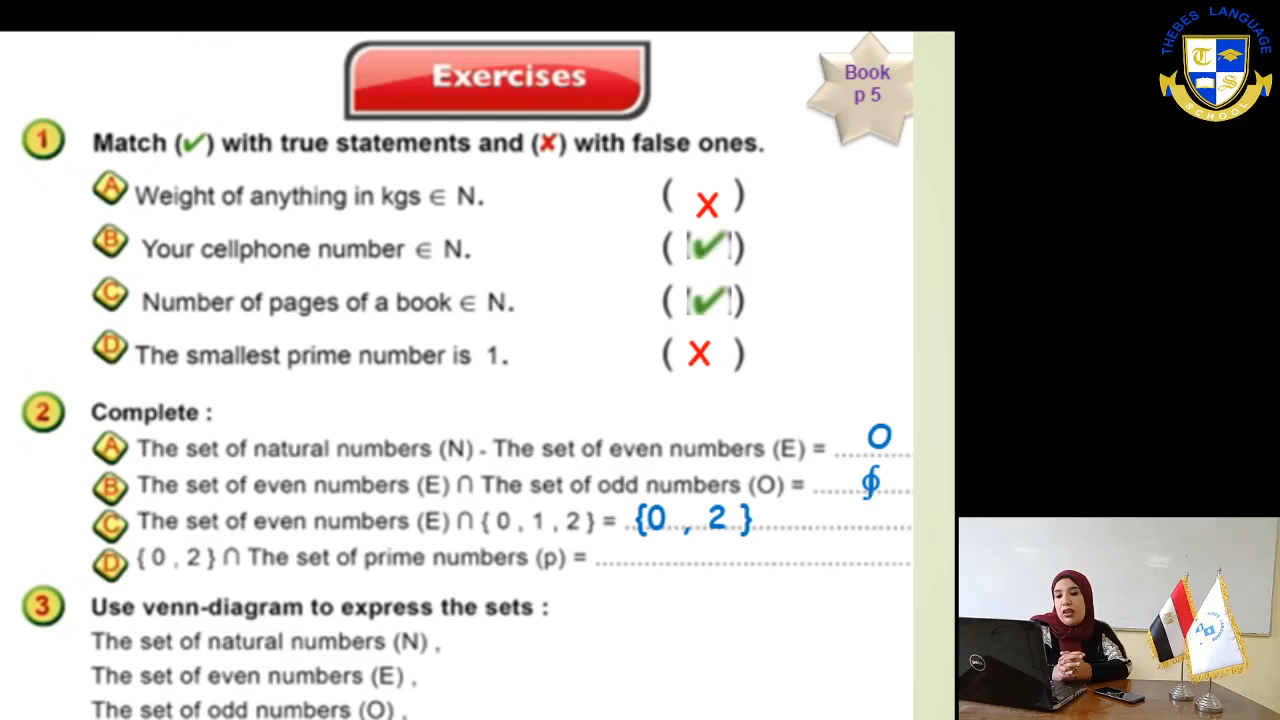 THEBES LANGUAGE
SCHOOL
Exercises
Book
p 5
1 Match (✔) with true statements and (✘) with false ones.
A Weight of anything in kgs ∈ N. ( X )
B Your cellphone number ∈ N. ( ✔ )
C Number of pages of a book ∈ N. ( ✔ )
D The smallest prime number is 1. ( X )
2 Complete :
A The set of natural numbers (N) - The set of even numbers (E) = ........ O
B The set of even numbers (E) ∩ The set of odd numbers (O) = ........ ∮
C The set of even numbers (E) ∩ { 0 , 1 , 2 } = ........ {0 , 2 }
D { 0 , 2 } ∩ The set of prime numbers (p) = ........
3 Use venn-diagram to express the sets :
The set of natural numbers (N) ,
The set of even numbers (E) ,
The set of odd numbers (O) ,
DELL